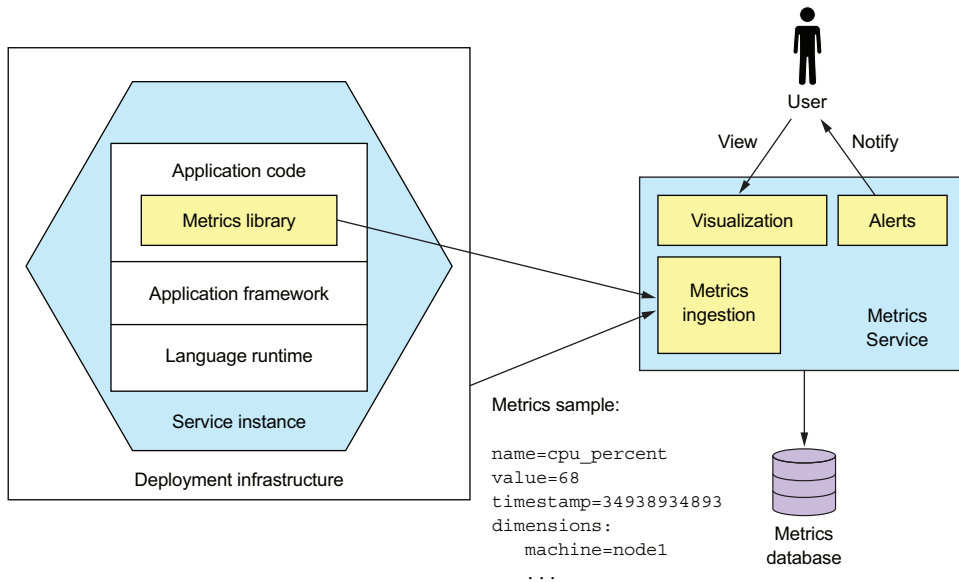 User
View
Notify
Application code
Metrics library
Application framework
Language runtime
Service instance
Deployment infrastructure
Visualization
Alerts
Metrics
ingestion
Metrics
Service
Metrics sample:
name=cpu_percent
value=68
timestamp=34938934893
dimensions:
machine=node1
...
Metrics
database